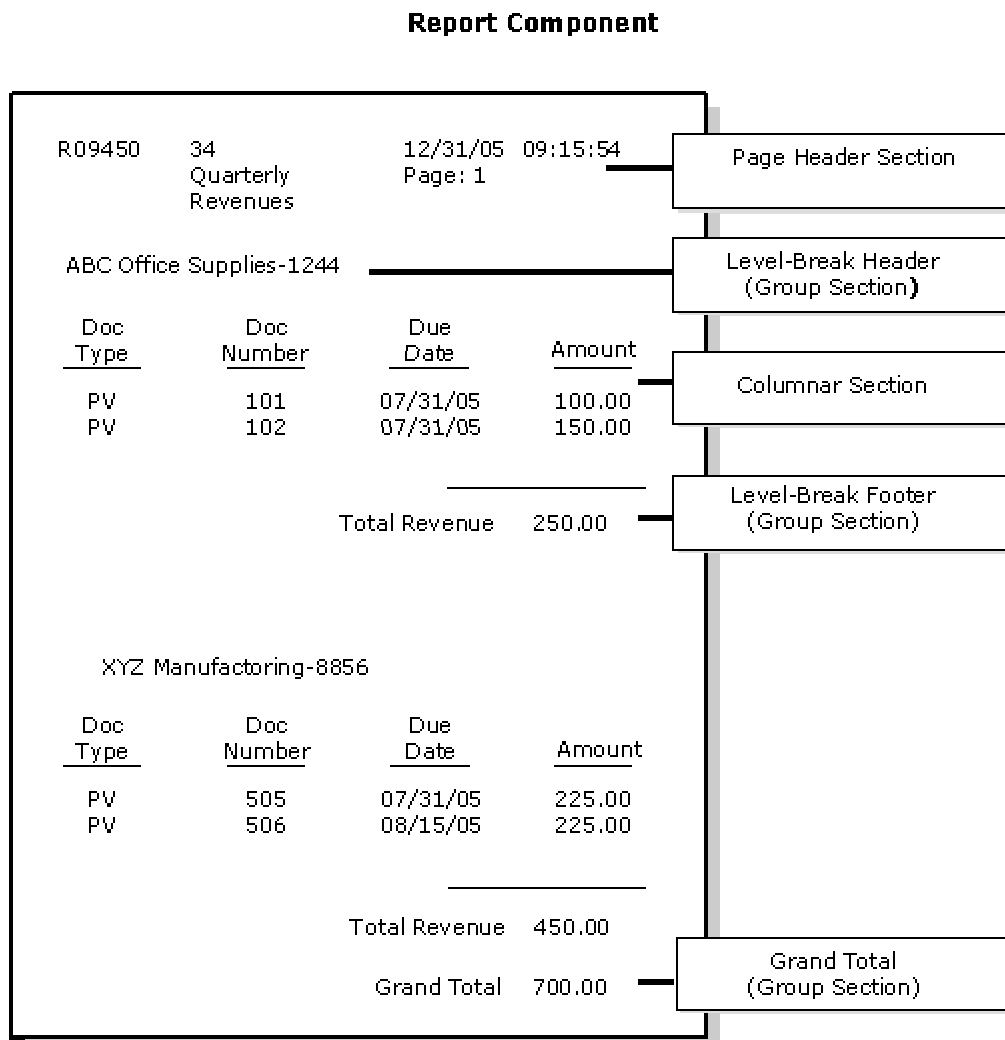 Report Component
R09450 34 12/31/05 09:15:54
Quarterly Page: 1
Revenues
Page Header Section
ABC Office Supplies-1244
Level-Break Header
(Group Section)
Doc Doc Due
Type Number Date Amount
Columnar Section
PV 101 07/31/05 100.00
PV 102 07/31/05 150.00
Level-Break Footer
(Group Section)
Total Revenue 250.00
XYZ Manufactoring-8856
Doc Doc Due
Type Number Date Amount
PV 505 07/31/05 225.00
PV 506 08/15/05 225.00
Total Revenue 450.00
Grand Total 700.00
Grand Total
(Group Section)